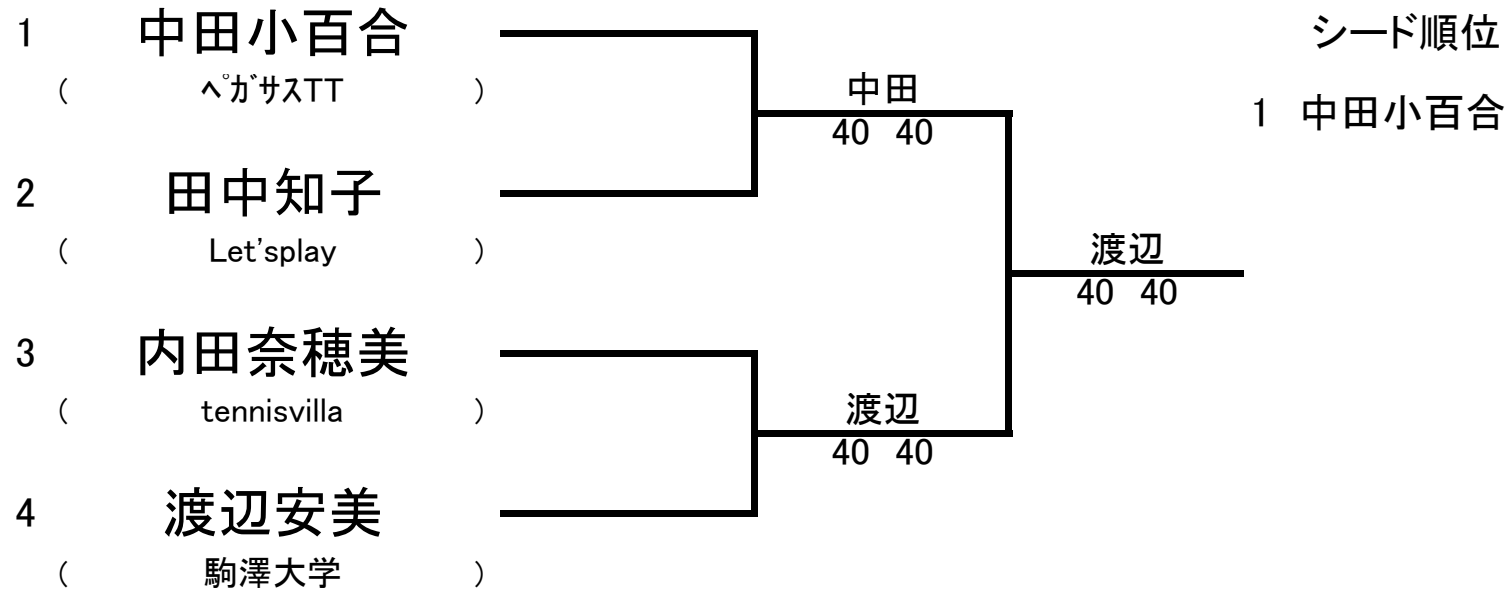 1 中田小百合
( ﾍﾟｶﾞｻｽTT )
2 田中知子
( Let'splay )
3 内田奈穂美
( tennisvilla )
4 渡辺安美
( 駒澤大学 )
中田
40 40
渡辺
40 40
渡辺
40 40
シード順位
1 中田小百合